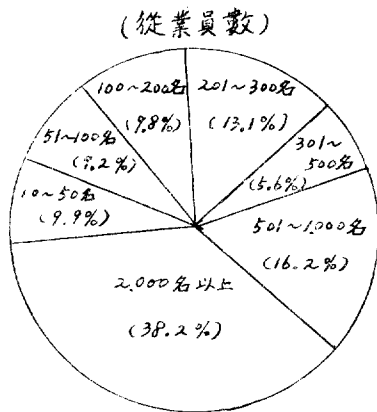 (從業員數)
100~200名
(9.8%)
201~300名
(13.1%)
301~
500名
(5.6%)
501~1,000名
(16.2%)
2,000名以上
(38.2%)
10~50名
(9.9%)
51~100名
(7.2%)